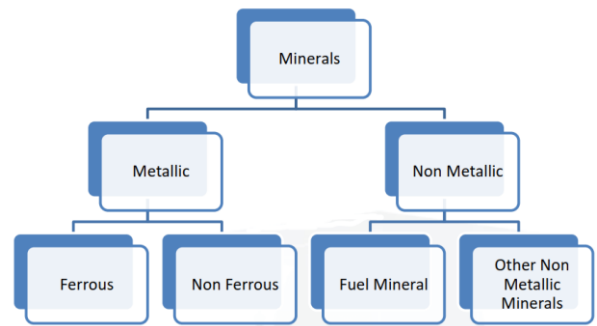 Minerals
Metallic
Non Metallic
Ferrous
Non Ferrous
Fuel Mineral
Other Non
Metallic
Minerals